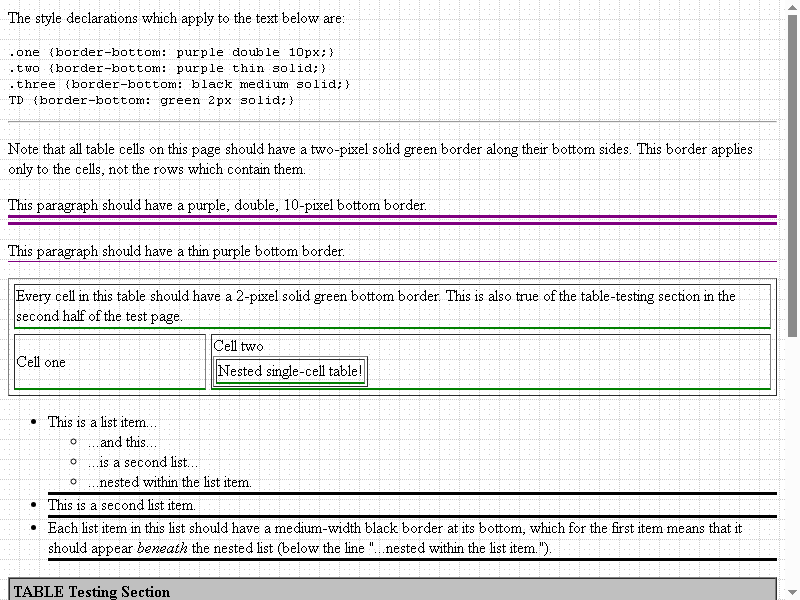 The style declarations which apply to the text below are:
.one {border-bottom: purple double 10px;}
.two {border-bottom: purple thin solid;}
.three {border-bottom: black medium solid;}
TD {border-bottom: green 2px solid;}
Note that all table cells on this page should have a two-pixel solid green border along their bottom sides. This border applies
only to the cells, not the rows which contain them.
This paragraph should have a purple, double, 10-pixel bottom border.
This paragraph should have a thin purple bottom border.
Every cell in this table should have a 2-pixel solid green bottom border. This is also true of the table-testing section in the
second half of the test page.
Cell one
Cell two
Nested single-cell table!
This is a list item...
...and this...
...is a second list...
...nested within the list item.
This is a second list item.
Each list item in this list should have a medium-width black border at its bottom, which for the first item means that it
should appear beneath the nested list (below the line "...nested within the list item.").
TABLE Testing Section